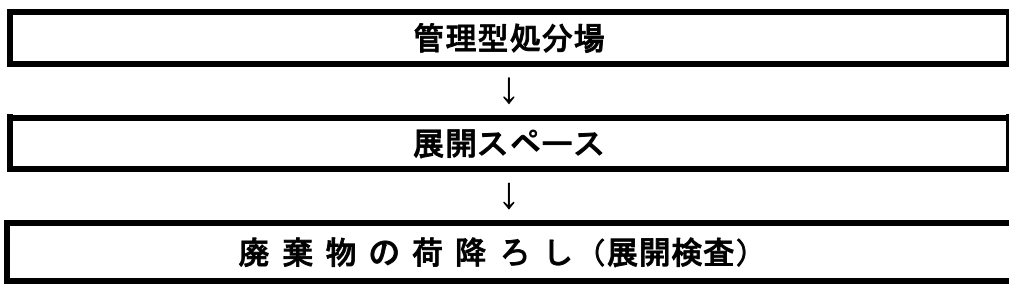 管理型処分場
↓
展開スペース
↓
廃棄物の荷降ろし（展開検査）